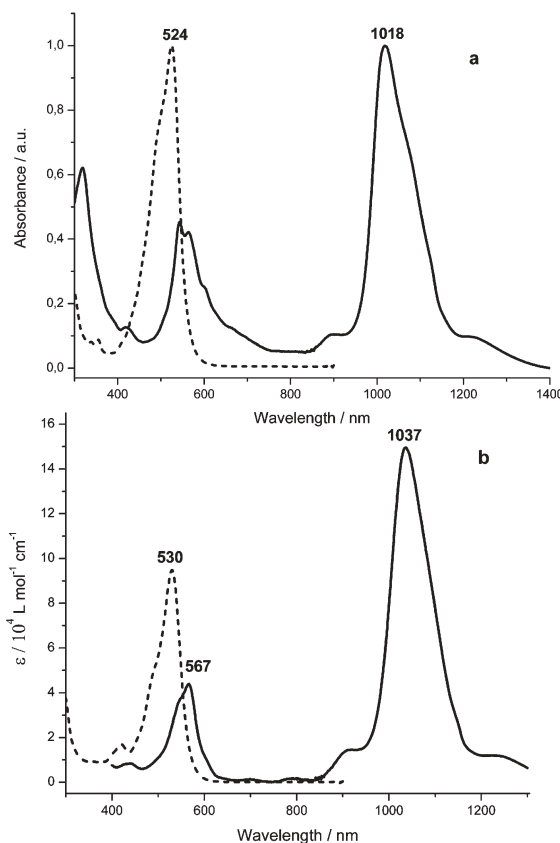 524
1018
a
1,0
0,8
0,6
0,4
0,2
0,0
Absorbance / a.u.
400 600 800 1000 1200 1400
Wavelength / nm
16
14
12
10
8
6
4
2
0
ε / 10⁴ L mol⁻¹ cm⁻¹
1037
b
530
567
400 600 800 1000 1200
Wavelength / nm